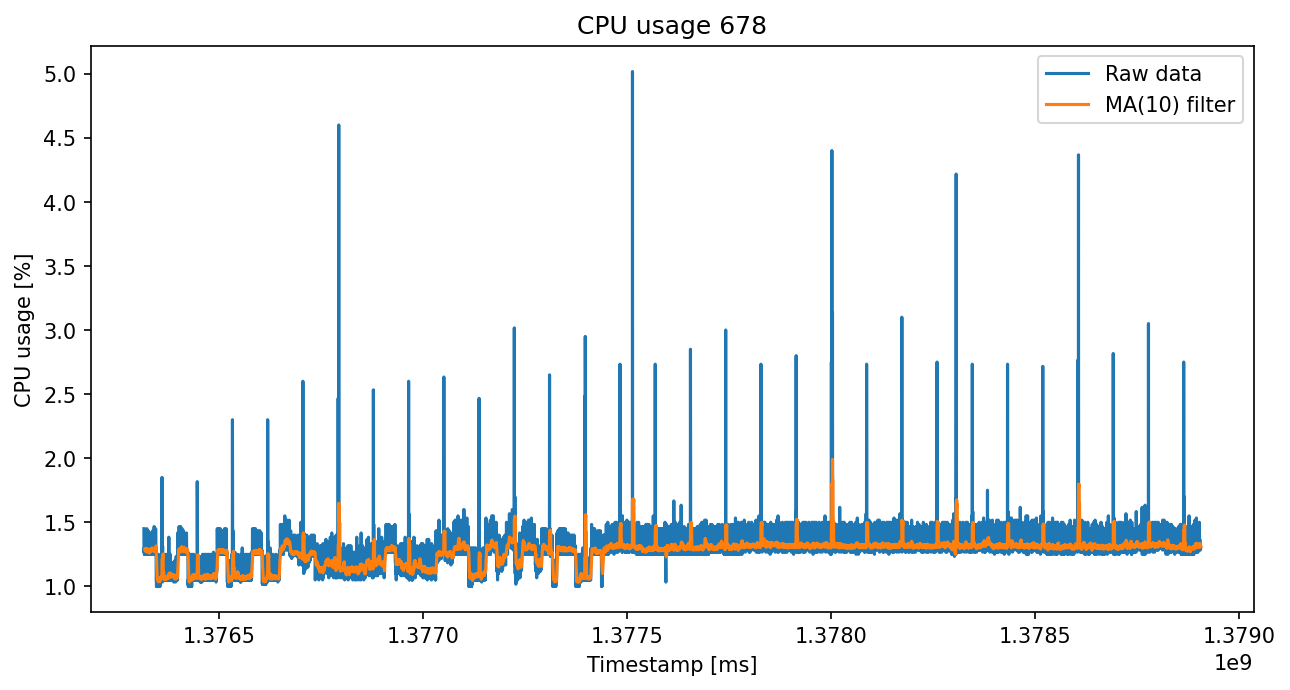 CPU usage 678
Raw data
MA(10) filter
CPU usage [%]
5.0
4.5
4.0
3.5
3.0
2.5
2.0
1.5
1.0
1.3765 1.3770 1.3775 1.3780 1.3785 1.3790
1e9
Timestamp [ms]